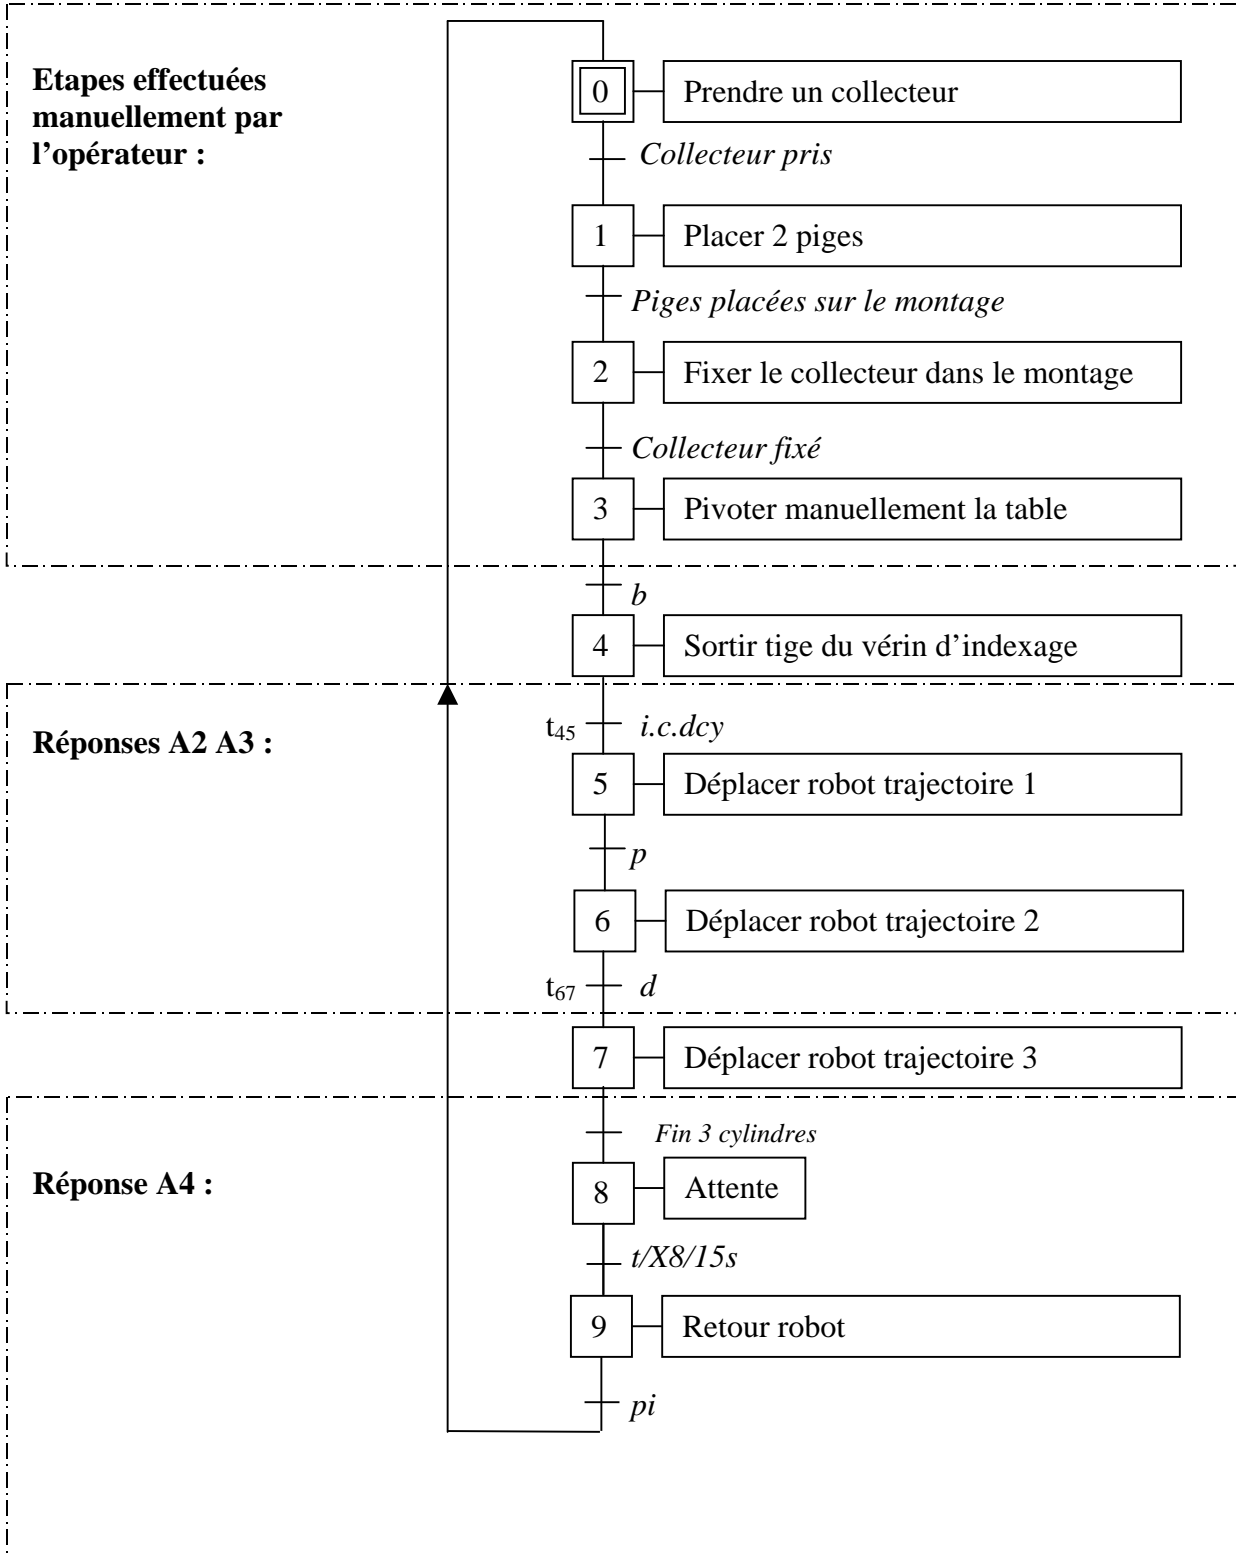 Etapes effectuées
manuellement par
l’opérateur :
0
Prendre un collecteur
Collecteur pris
1
Placer 2 piges
Piges placées sur le montage
2
Fixer le collecteur dans le montage
Collecteur fixé
3
Pivoter manuellement la table
b
4
Sortir tige du vérin d’indexage
Réponses A2 A3 :
t45
i.c.dcy
5
Déplacer robot trajectoire 1
p
6
Déplacer robot trajectoire 2
t67
d
7
Déplacer robot trajectoire 3
Fin 3 cylindres
Réponse A4 :
8
Attente
t/X8/15s
9
Retour robot
pi